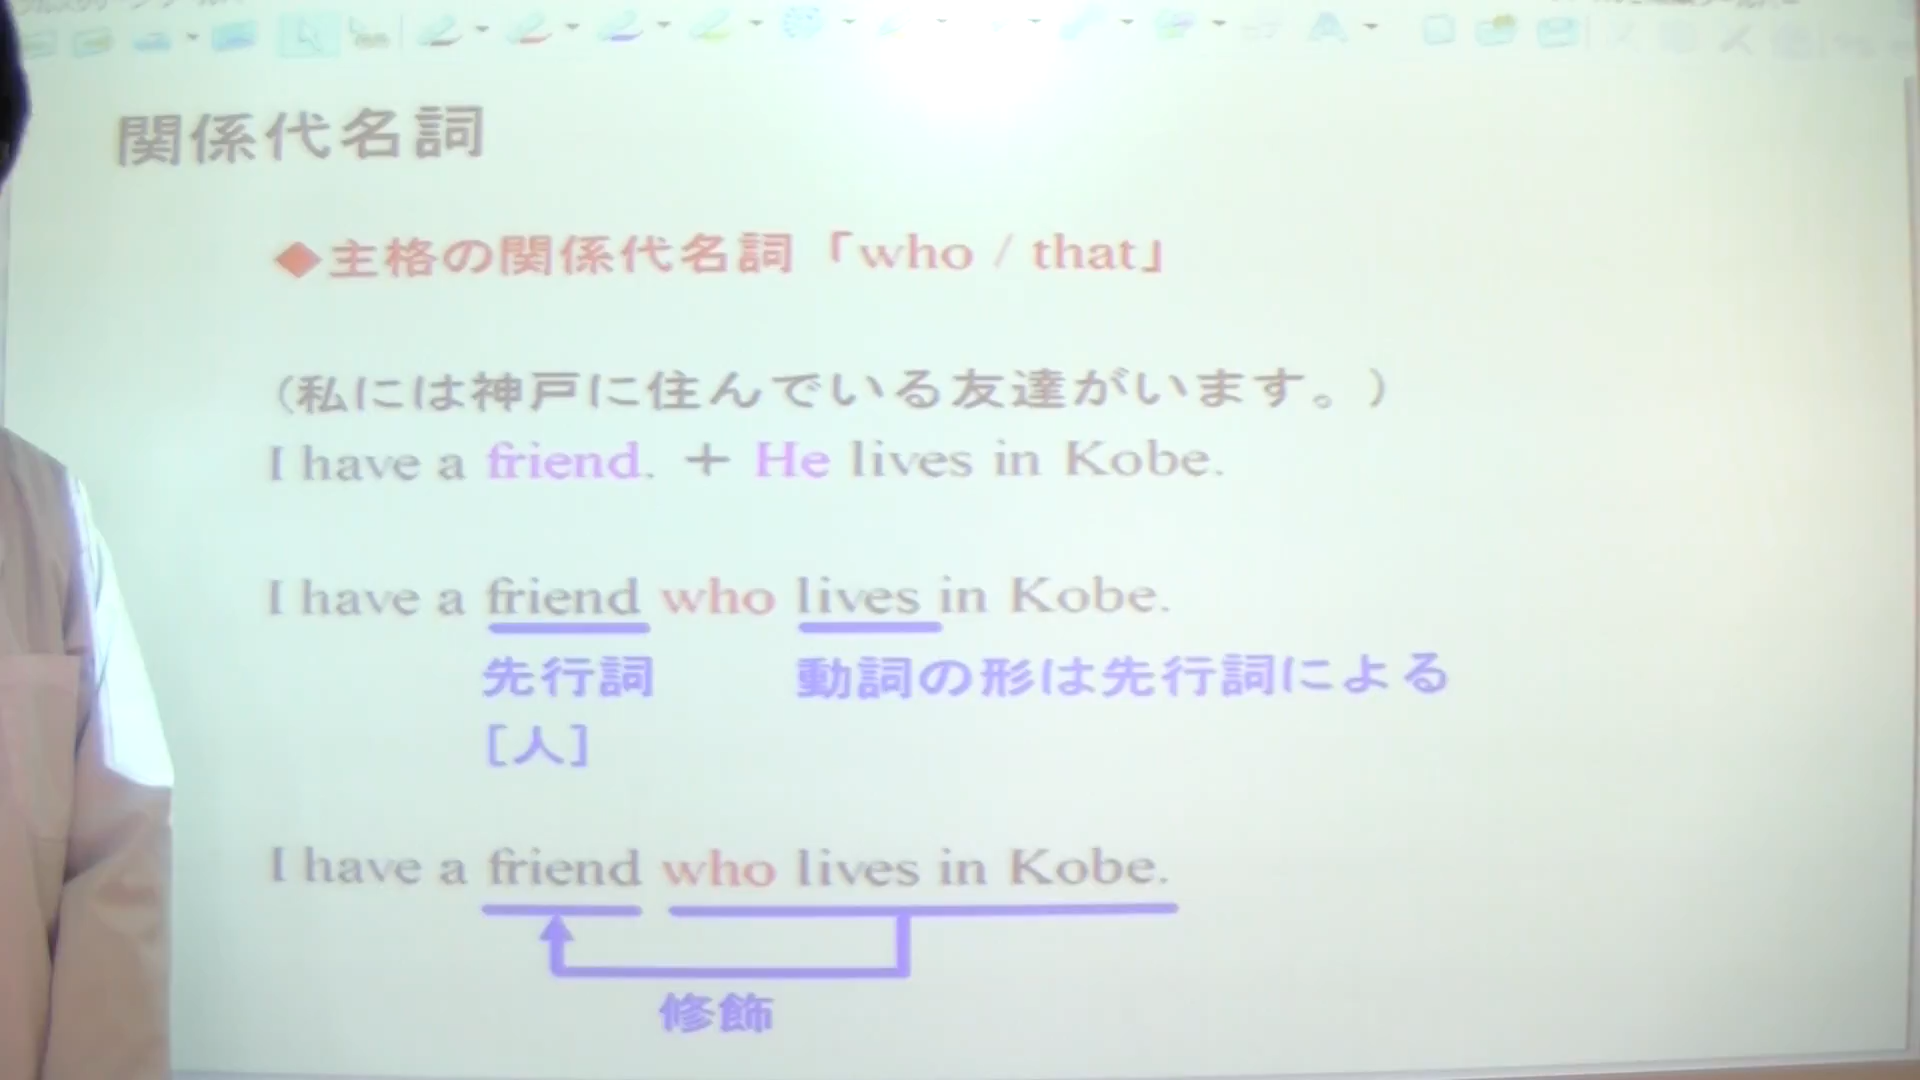 関係代名詞
◆主格の関係代名詞「who / that」
（私には神戸に住んでいる友達がいます。）
I have a friend. ＋ He lives in Kobe.
I have a friend who lives in Kobe.
先行詞 動詞の形は先行詞による
[人]
I have a friend who lives in Kobe.
修飾